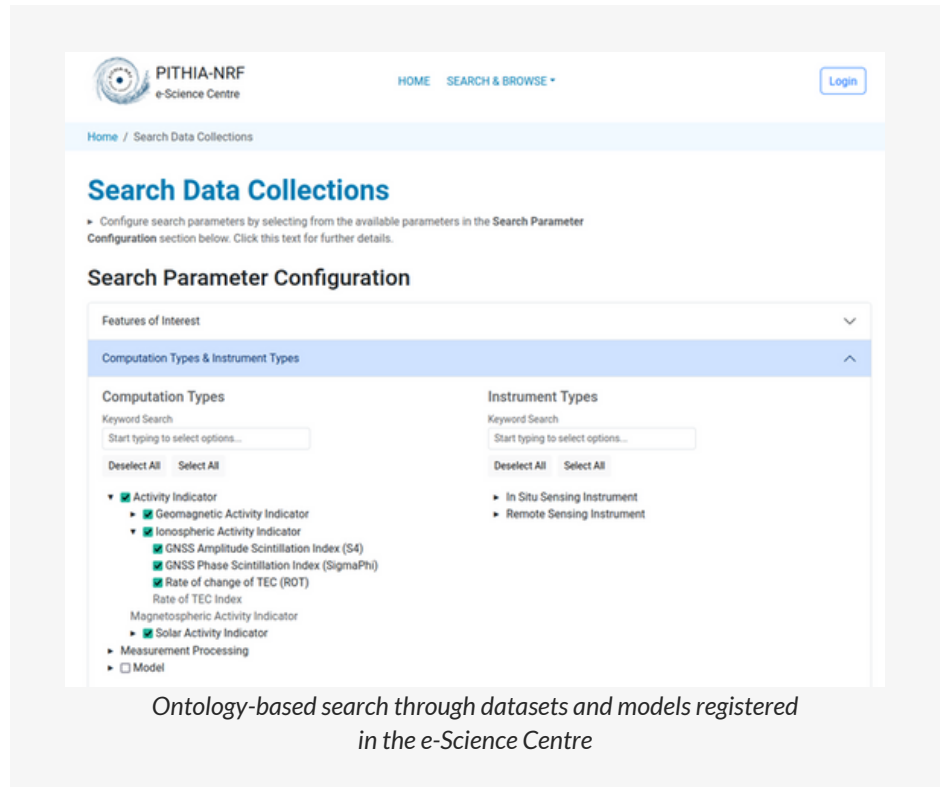 PITHIA-NRF
e-Science Centre
HOME SEARCH & BROWSE
Login
Home / Search Data Collections
Search Data Collections
Configure search parameters by selecting from the available parameters in the Search Parameter
Configuration section below. Click this text for further details.
Search Parameter Configuration
Features of Interest
Computation Types & Instrument Types
Computation Types
Keyword Search
Start typing to select options...
Deselect All Select All
Activity Indicator
Geomagnetic Activity Indicator
Ionospheric Activity Indicator
GNSS Amplitude Scintillation Index (S4)
GNSS Phase Scintillation Index (SigmaPhi)
Rate of change of TEC (ROT)
Rate of TEC Index
Magnetospheric Activity Indicator
Solar Activity Indicator
Measurement Processing
Model
Instrument Types
Keyword Search
Start typing to select options...
Deselect All Select All
In Situ Sensing Instrument
Remote Sensing Instrument
Ontology-based search through datasets and models registered
in the e-Science Centre